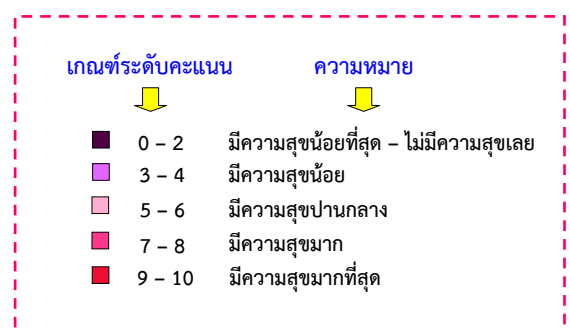 เกณฑ์ระดับคะแนน ความหมาย
0 – 2 มีความสุขน้อยที่สุด – ไม่มีความสุขเลย
3 – 4 มีความสุขน้อย
5 – 6 มีความสุขปานกลาง
7 – 8 มีความสุขมาก
9 – 10 มีความสุขมากที่สุด